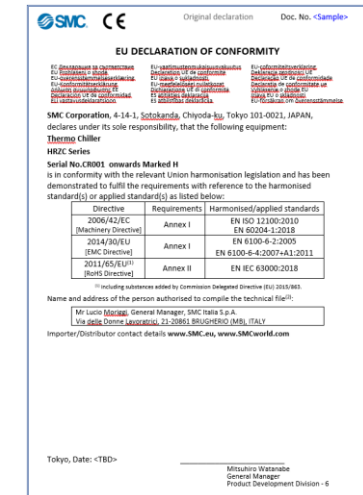 SMC CE Original declaration Doc. No. <Sample>
EU DECLARATION OF CONFORMITY
EU-Konformitätserklärung
SMC Corporation, 4-14-1, Sotokanda, Chiyoda-ku, Tokyo 101-0021, JAPAN,
declares under its sole responsibility, that the following equipment:
Thermo Chiller
HRZC Series
Serial No.CR001 onwards Marked H
is in conformity with the relevant Union harmonisation legislation and has been
demonstrated to fulfil the requirements with reference to the harmonised
standard(s) or applied standard(s) as listed below:
Directive Requirements Harmonised/applied standards
2006/42/EC
[Machinery Directive]
Annex I
EN ISO 12100:2010
EN 60204-1:2018
2014/30/EU
[EMC Directive]
Annex I
EN 6100-6-2:2005
EN 6100-6-4:2007+A1:2011
2011/65/EU(1)
[RoHS Directive]
Annex II
EN IEC 63000:2018
(1) Including substances added by Commission Delegated Directive (EU) 2015/863.
Name and address of the person authorised to compile the technical file(2):
Mr Lucio Moriggi, General Manager, SMC Italia S.p.A.
Via delle Donne Lavoratrici, 21-20861 BRUGHERIO (MB), ITALY
Importer/Distributor contact details www.SMC.eu, www.SMCworld.com
Tokyo, Date: <TBD>
Mitsuhiro Watanabe
General Manager
Product Development Division - 6